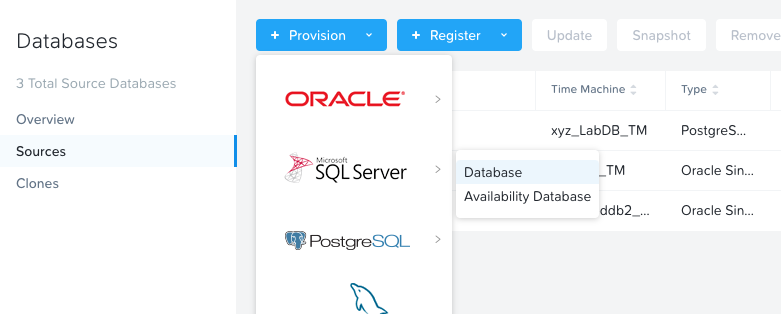 Databases
3 Total Source Databases
Overview
Sources
Clones
+ Provision
+ Register
Update
Snapshot
Remove
ORACLE
Microsoft
SQL Server
PostgreSQL
Database
Availability Database
Time Machine
Type
xyz_LabDB_TM
PostgreS...
_TM
Oracle Sin...
ddb2_...
Oracle Sin...